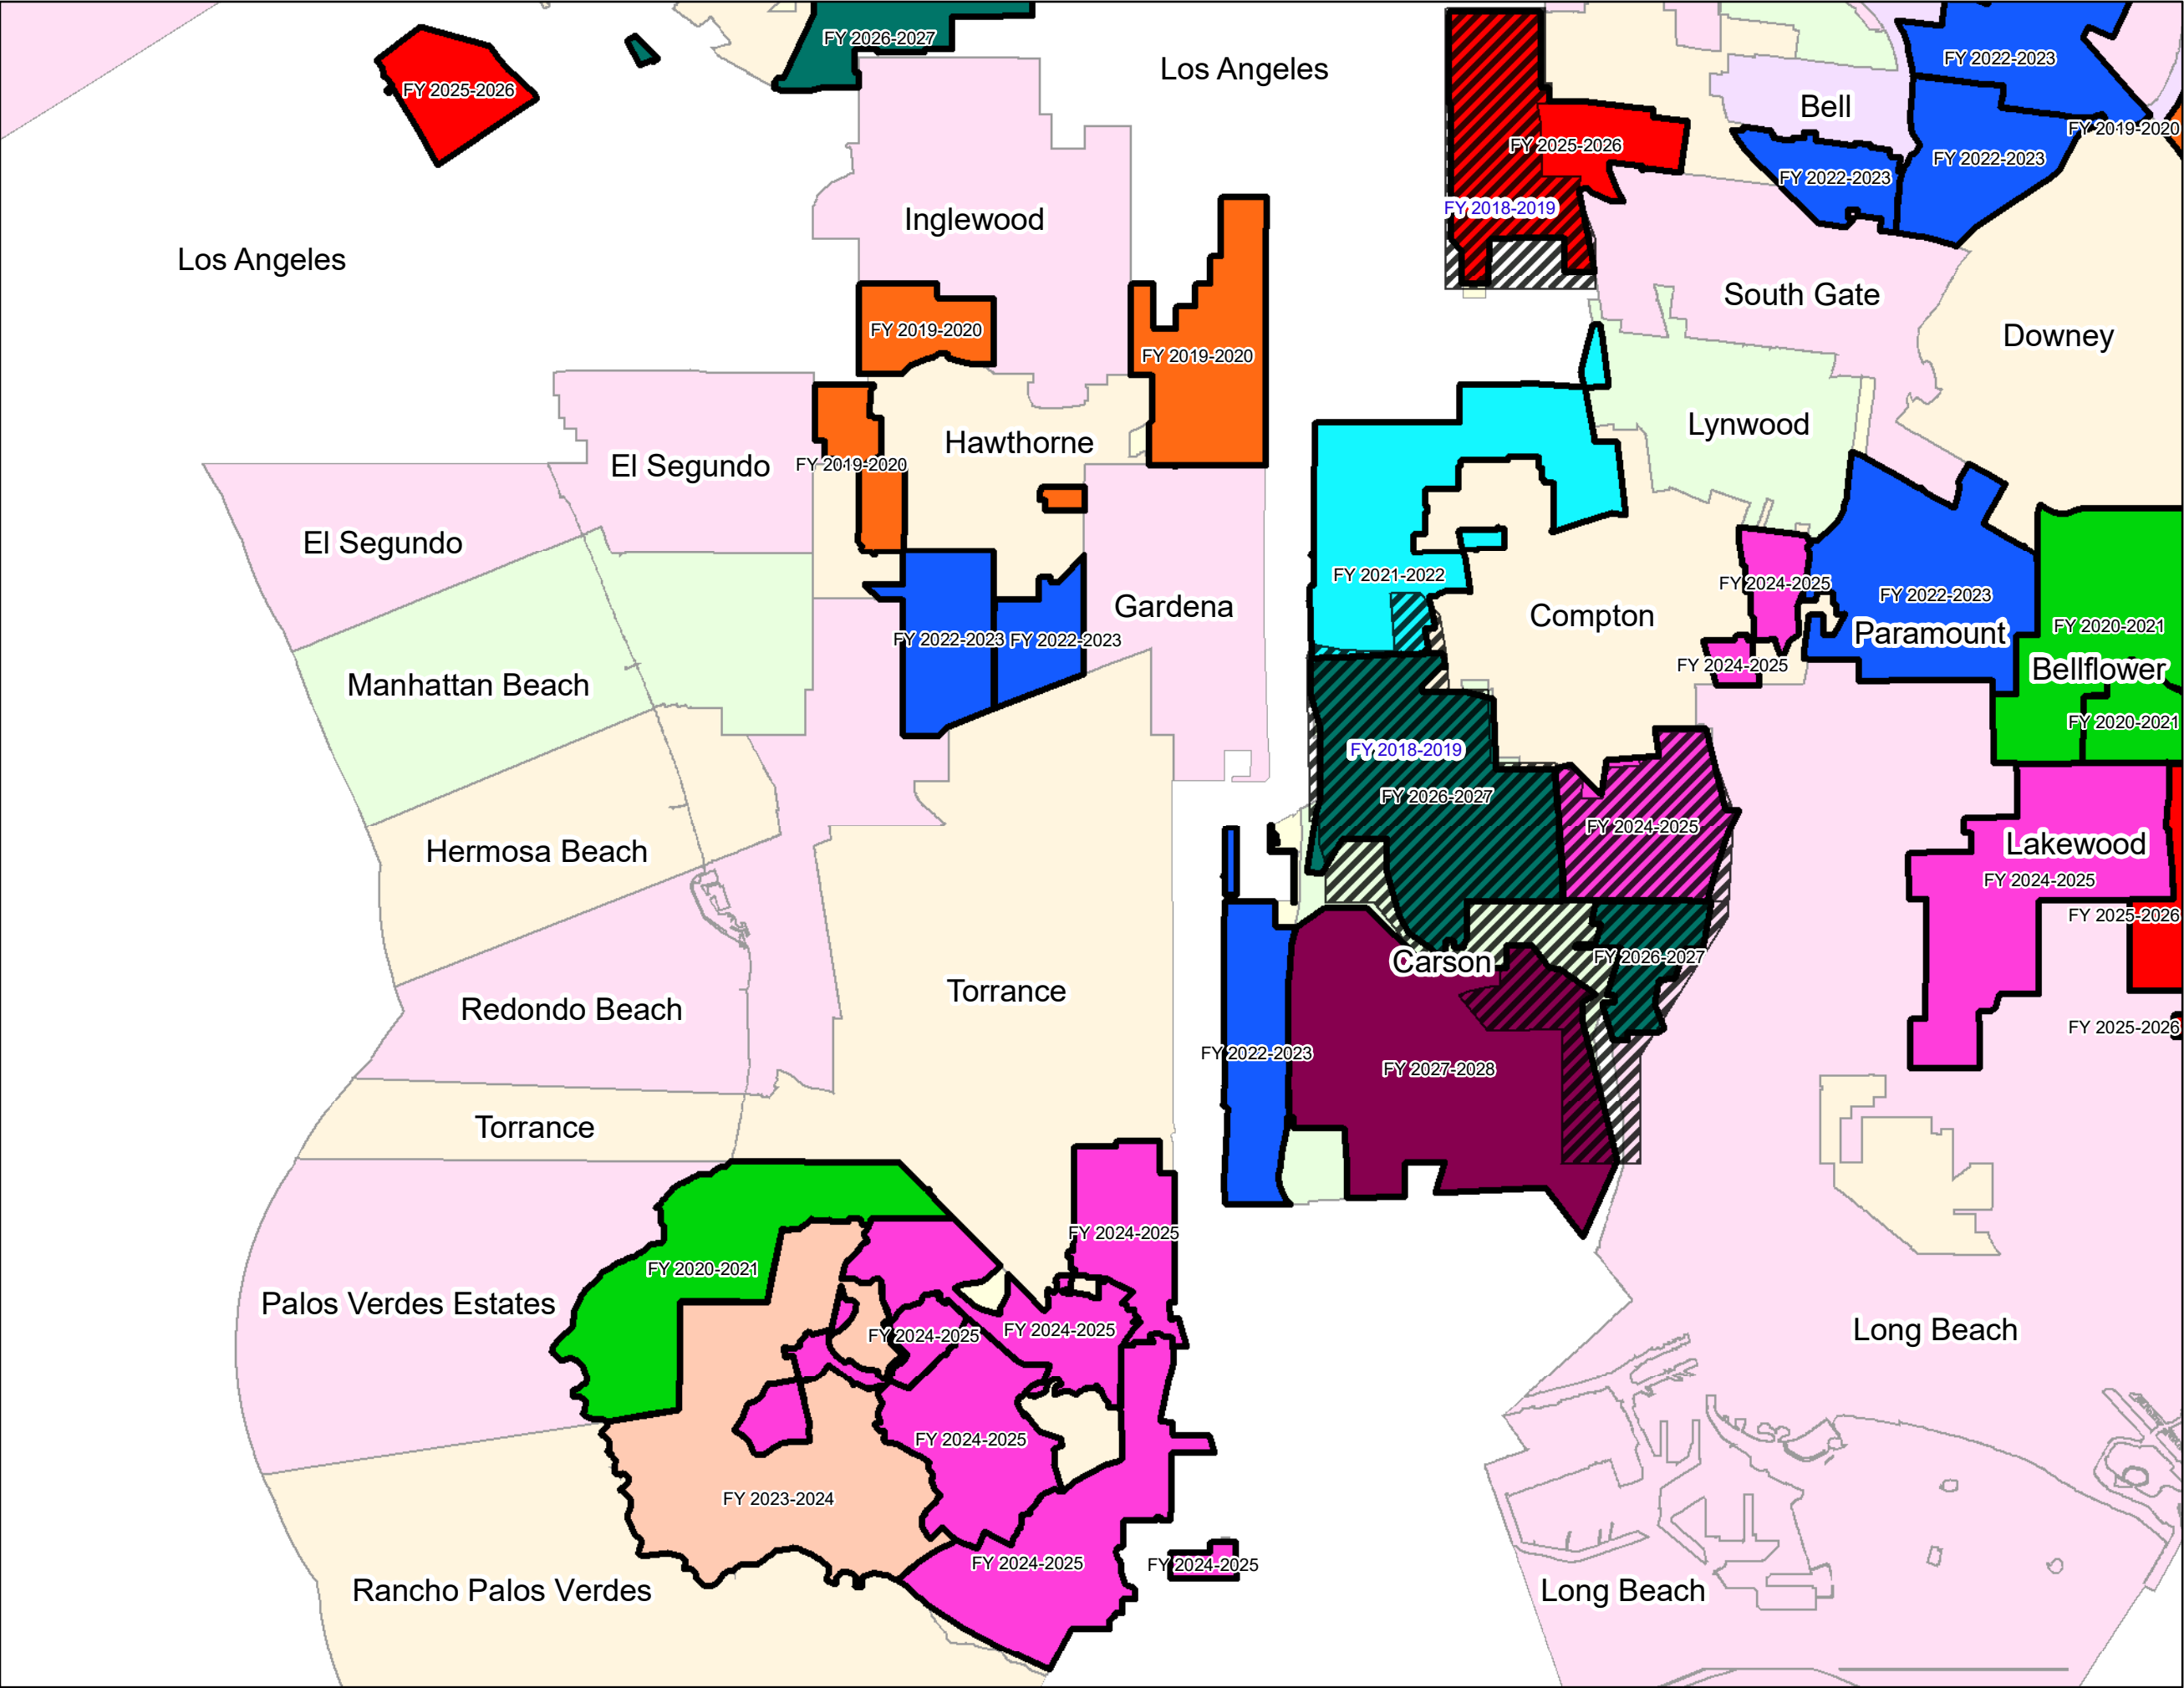 FY 2026-2027
Los Angeles
FY 2025-2026
FY 2022-2023
Bell
FY 2019-2020
FY 2025-2026
FY 2022-2023
FY 2022-2023
FY 2018-2019
Inglewood
Los Angeles
South Gate
FY 2019-2020
Downey
FY 2019-2020
Lynwood
Hawthorne
FY 2019-2020
El Segundo
El Segundo
FY 2021-2022
FY 2024-2025
FY 2022-2023
Gardena
Compton
FY 2020-2021
Paramount
FY 2022-2023
FY 2022-2023
FY 2024-2025
Bellflower
Manhattan Beach
FY 2020-2021
FY 2018-2019
FY 2026-2027
FY 2024-2025
Lakewood
Hermosa Beach
FY 2024-2025
FY 2025-2026
FY 2026-2027
Carson
Torrance
Redondo Beach
FY 2025-2026
FY 2022-2023
FY 2027-2028
Torrance
FY 2024-2025
FY 2020-2021
Palos Verdes Estates
FY 2024-2025
FY 2024-2025
Long Beach
FY 2024-2025
FY 2023-2024
FY 2024-2025
FY 2024-2025
Rancho Palos Verdes
Long Beach